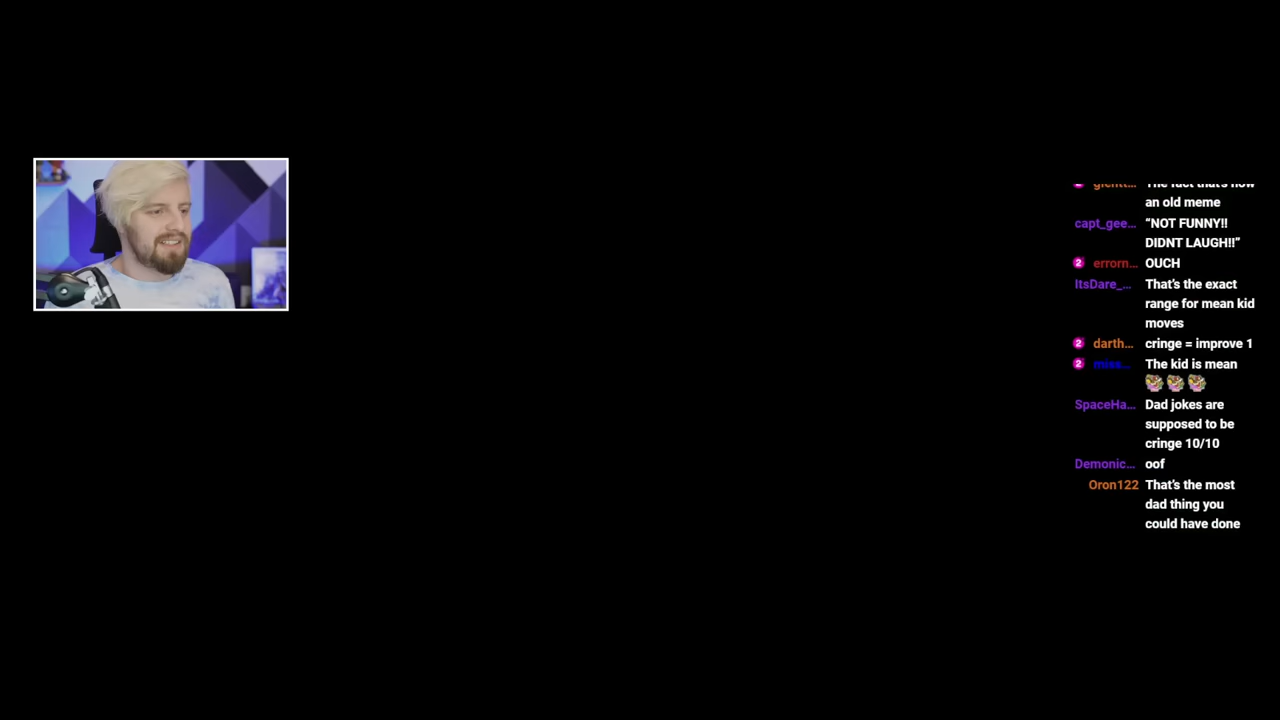 an old meme
capt_gee... “NOT FUNNY!!
DIDNT LAUGH!!”
2 errorn... OUCH
ItsDare_... That's the exact
range for mean kid
moves
2 darth... cringe = improve 1
2 miss... The kid is mean
SpaceHa... Dad jokes are
supposed to be
cringe 10/10
Demonic... oof
Oron122 That's the most
dad thing you
could have done